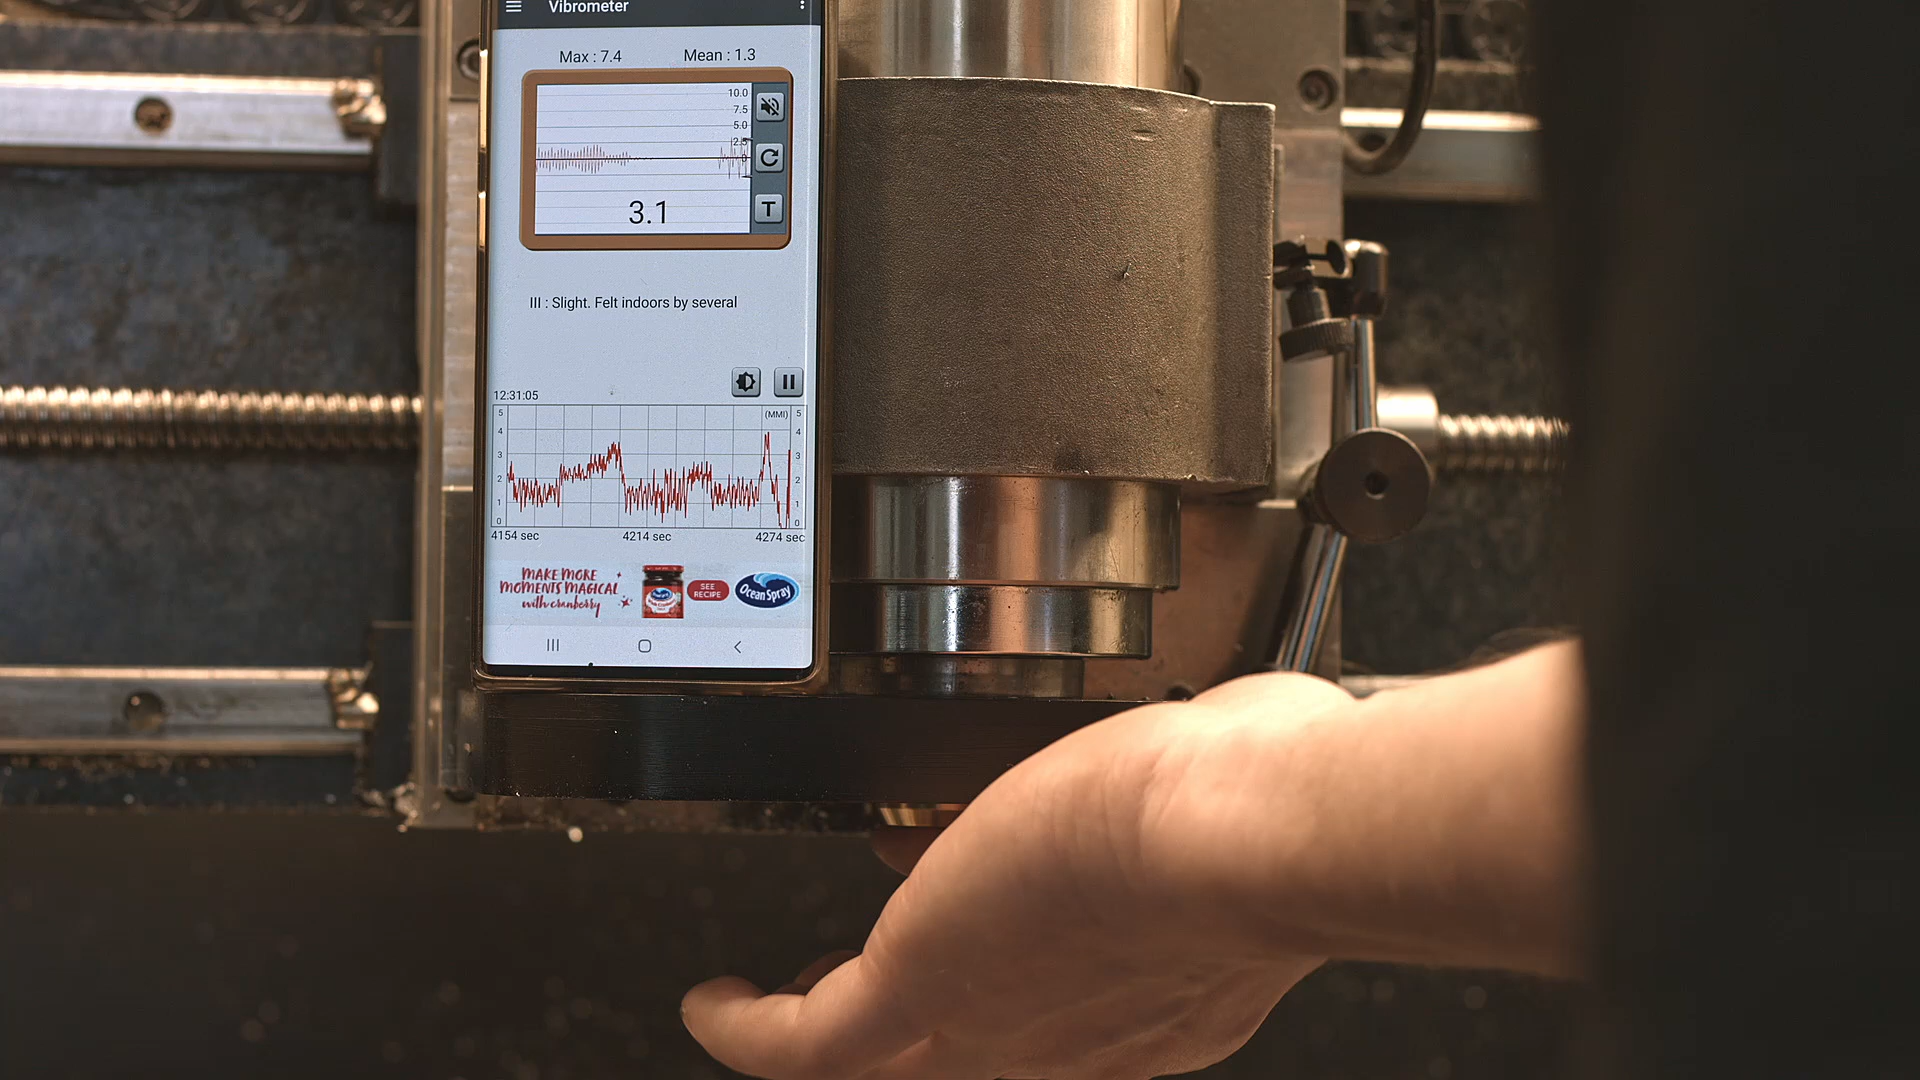 Vibrometer
Max : 7.4 Mean : 1.3
10.0
7.5
5.0
2.5
0
T
3.1
III : Slight. Felt indoors by several
12:31:05
(MMI)
5 5
4 4
3 3
2 2
1 1
0 0
4154 sec 4214 sec 4274 sec
MAKE MORE
MOMENTS MAGICAL
with cranberry
SEE
RECIPE
Ocean Spray